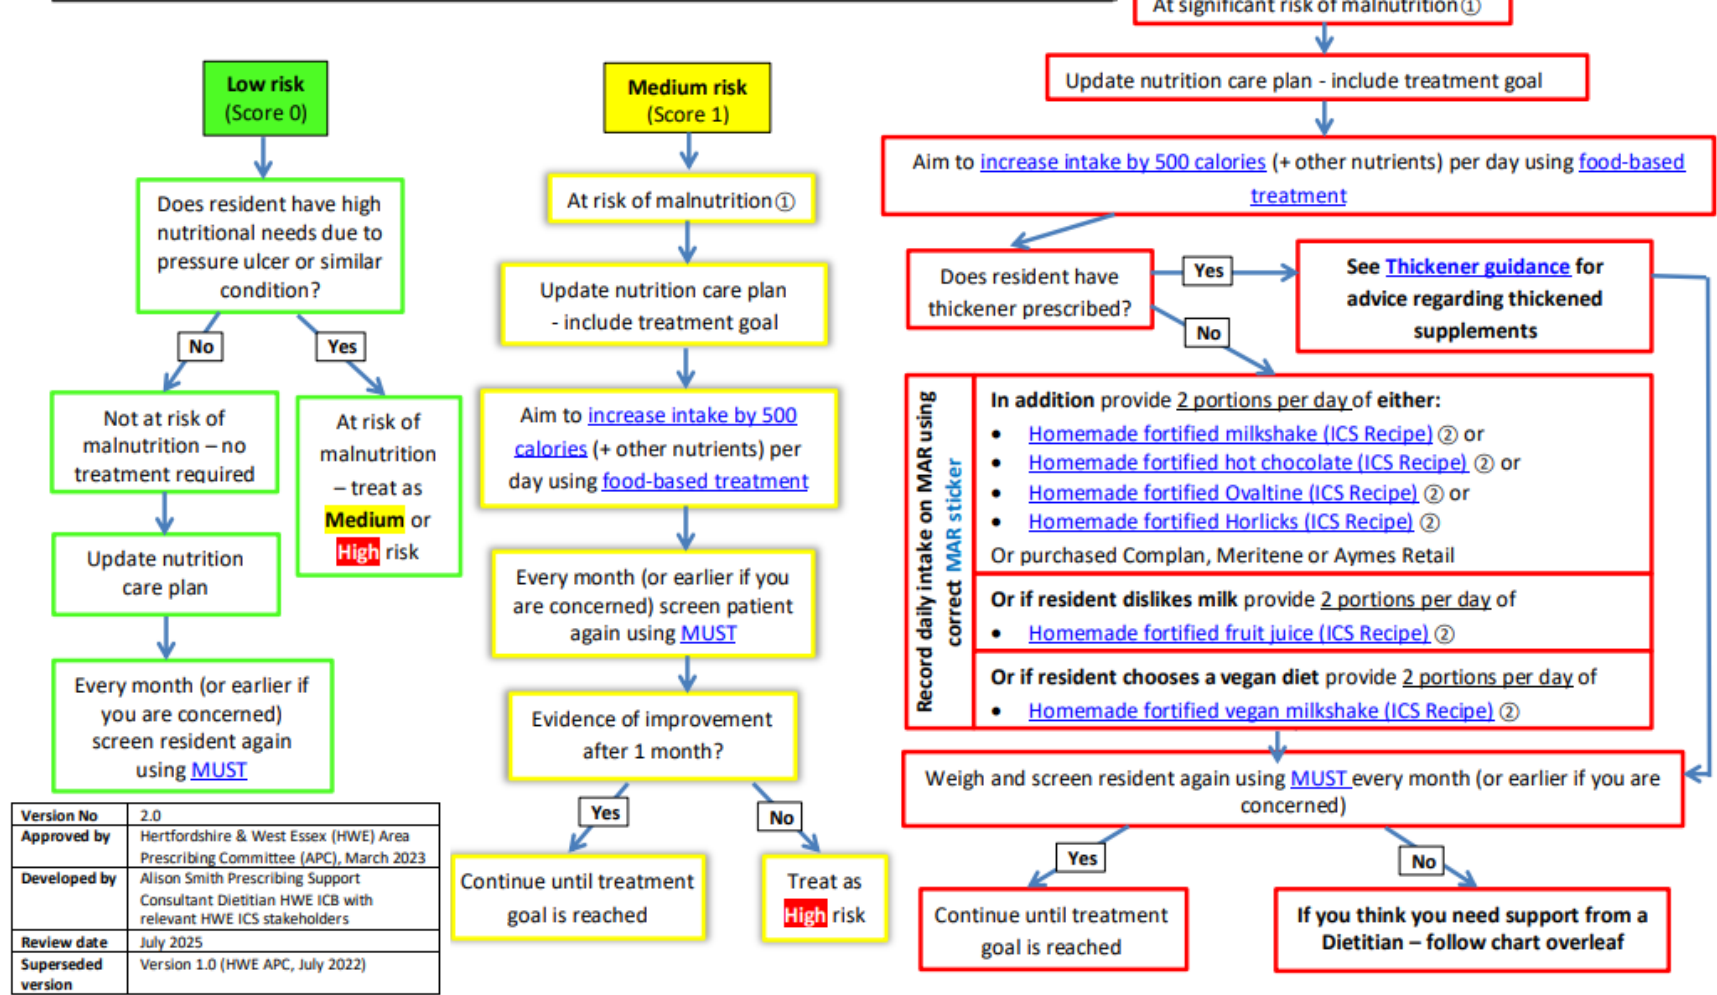 At significant risk of malnutrition①
Low risk
(Score 0)
Does resident have high
nutritional needs due to
pressure ulcer or similar
condition?
No
Yes
Not at risk of
malnutrition – no
treatment required
At risk of
malnutrition
– treat as
Medium or
High risk
Update nutrition
care plan
Every month (or earlier if
you are concerned)
screen resident again
using MUST
Medium risk
(Score 1)
At risk of malnutrition①
Update nutrition care plan
- include treatment goal
Aim to increase intake by 500
calories (+ other nutrients) per
day using food-based treatment
Every month (or earlier if you
are concerned) screen patient
again using MUST
Evidence of improvement
after 1 month?
Yes
No
Continue until treatment
goal is reached
Treat as
High risk
Update nutrition care plan - include treatment goal
Aim to increase intake by 500 calories (+ other nutrients) per day using food-based
treatment
Does resident have
thickener prescribed?
Yes
No
See Thickener guidance for
advice regarding thickened
supplements
Record daily intake on MAR using
correct MAR sticker
In addition provide 2 portions per day of either:
• Homemade fortified milkshake (ICS Recipe) ② or
• Homemade fortified hot chocolate (ICS Recipe) ② or
• Homemade fortified Ovaltine (ICS Recipe) ② or
• Homemade fortified Horlicks (ICS Recipe) ②
Or purchased Complan, Meritene or Aymes Retail
Or if resident dislikes milk provide 2 portions per day of
• Homemade fortified fruit juice (ICS Recipe) ②
Or if resident chooses a vegan diet provide 2 portions per day of
• Homemade fortified vegan milkshake (ICS Recipe) ②
Weigh and screen resident again using MUST every month (or earlier if you are
concerned)
Yes
No
Continue until treatment
goal is reached
If you think you need support from a
Dietitian – follow chart overleaf
Version No 2.0
Approved by Hertfordshire & West Essex (HWE) Area
Prescribing Committee (APC), March 2023
Developed by Alison Smith Prescribing Support
Consultant Dietitian HWE ICB with
relevant HWE ICS stakeholders
Review date July 2025
Superseded Version 1.0 (HWE APC, July 2022)
version